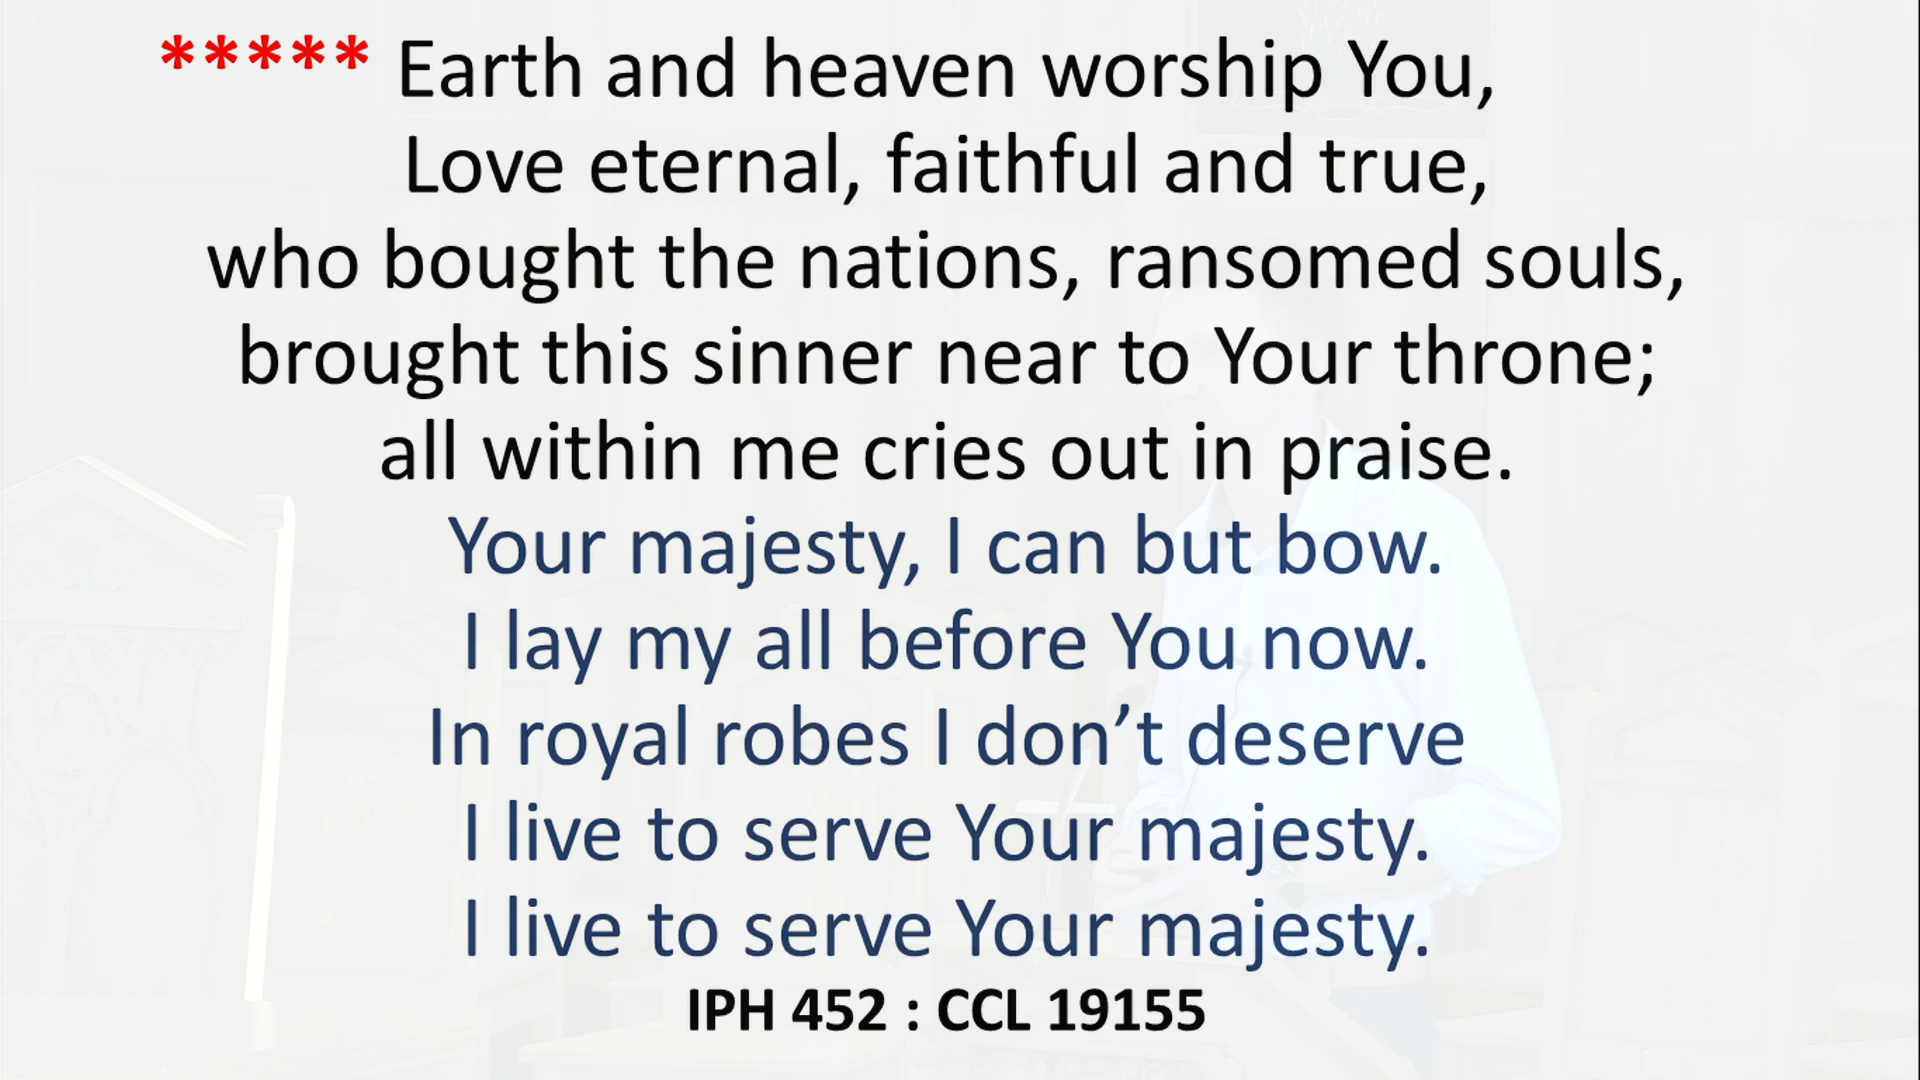 ***** Earth and heaven worship You,
Love eternal, faithful and true,
who bought the nations, ransomed souls,
brought this sinner near to Your throne;
all within me cries out in praise.
Your majesty, I can but bow.
I lay my all before You now.
In royal robes I don’t deserve
I live to serve Your majesty.
I live to serve Your majesty.
IPH 452 : CCL 19155